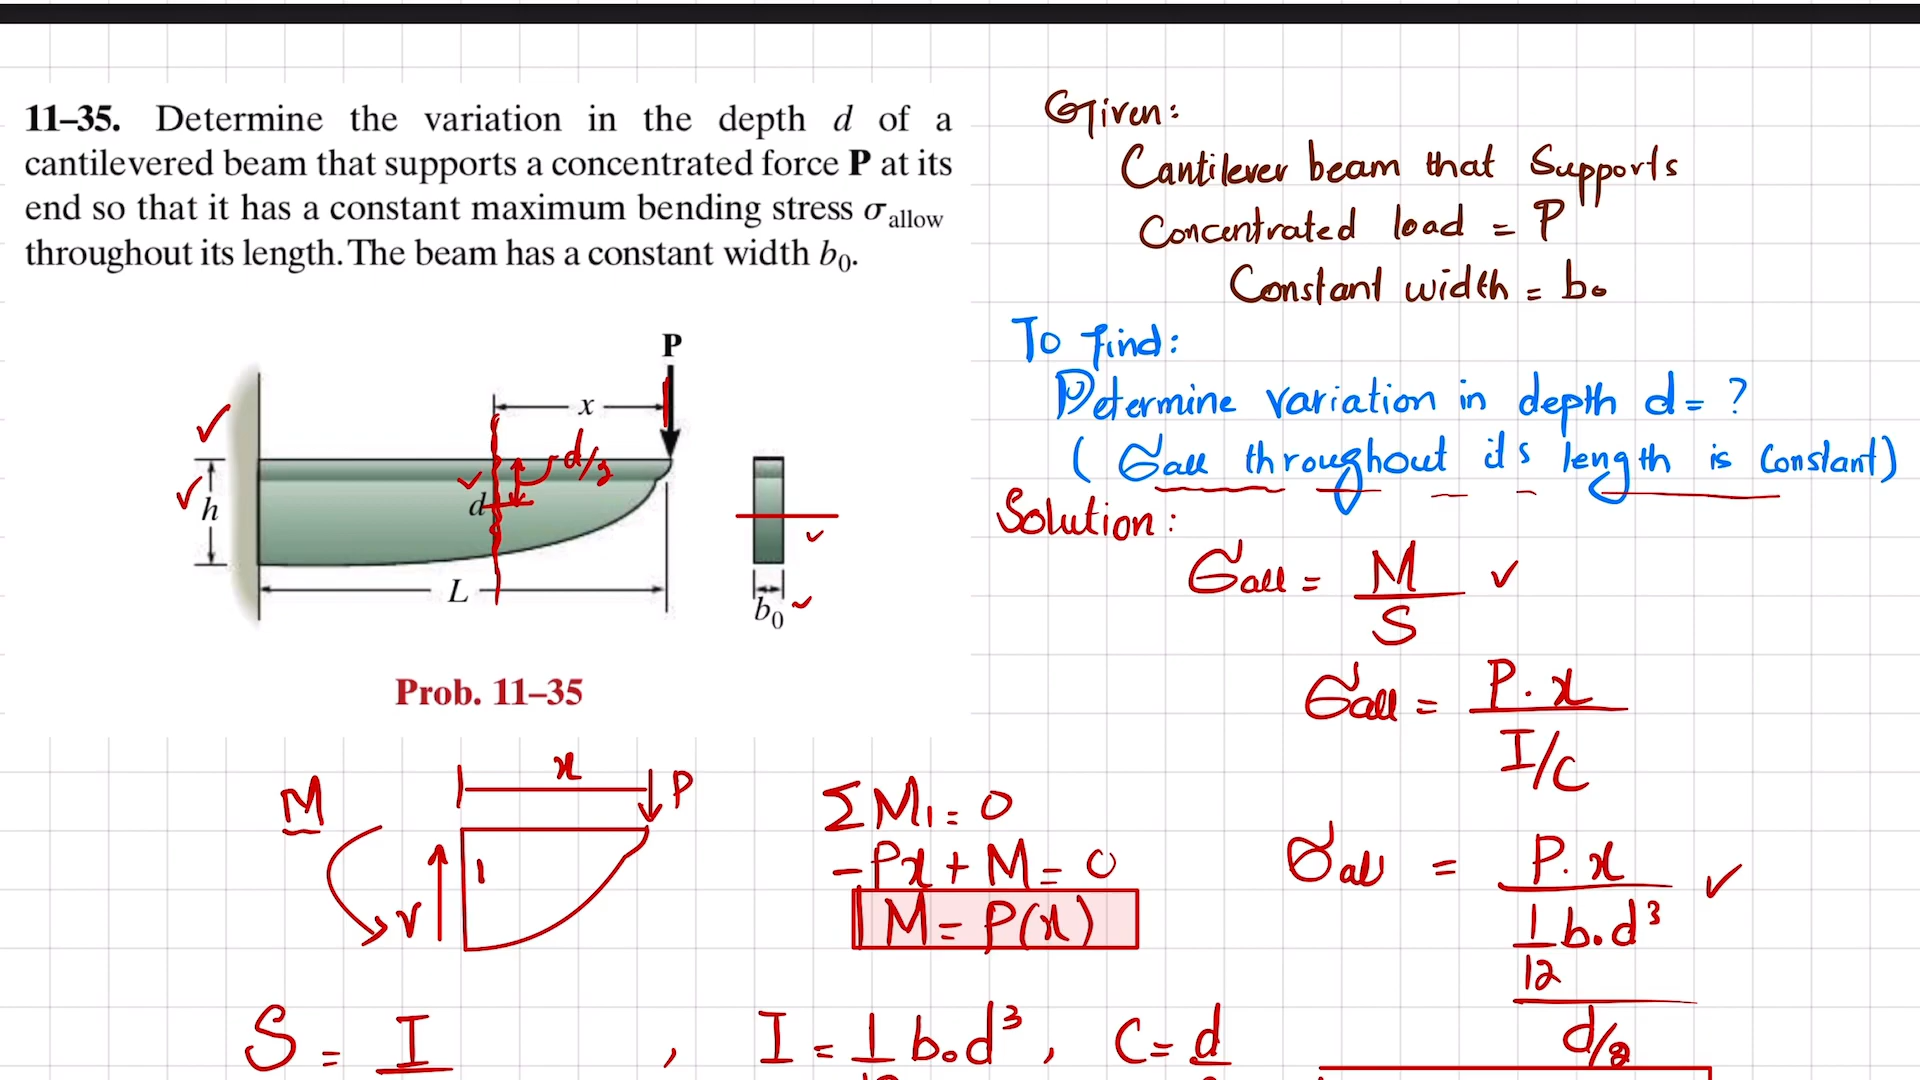 11–35. Determine the variation in the depth d of a
cantilevered beam that supports a concentrated force P at its
end so that it has a constant maximum bending stress σallow
throughout its length. The beam has a constant width b0.
P
x
d/2
d
h
L
b0
Prob. 11–35
Given:
Cantilever beam that Supports
Concentrated load = P
Constant width = b0
To find:
Determine variation in depth d = ?
( σall throughout its length is Constant)
Solution:
σall = M/S
σall = P.x / I/C
σall = P.x / (1/12 b0d³ / d/2)
x
P
M
V
1
ΣM1 = 0
-Px + M = 0
M = P(x)
S = I
, I = 1 b0d³, C = d